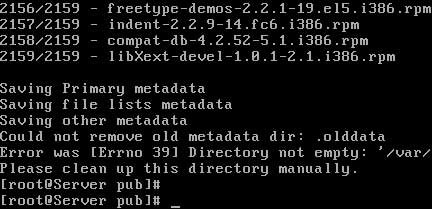 2156/2159 - freetype-demos-2.2.1-19.el5.i386.rpm
2157/2159 - indent-2.2.9-14.fc6.i386.rpm
2158/2159 - compat-db-4.2.52-5.1.i386.rpm
2159/2159 - libXext-devel-1.0.1-2.1.i386.rpm
Saving Primary metadata
Saving file lists metadata
Saving other metadata
Could not remove old metadata dir: .olddata
Error was [Errno 39] Directory not empty: '/var/
Please clean up this directory manually.
[root@Server pub]#
[root@Server pub]# _